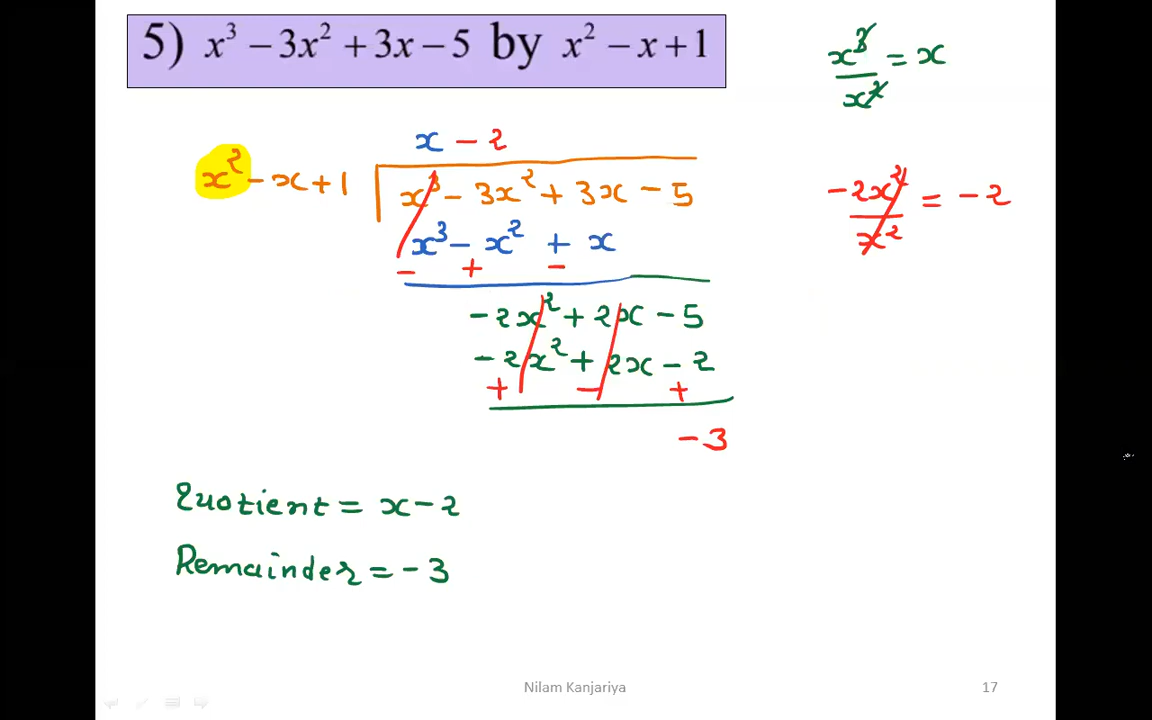 5) x³ − 3x² + 3x − 5 by x² − x + 1
x³/x² = x
x − 2
x² − x + 1
x³ − 3x² + 3x − 5
−2x²/x² = −2
x³ − x² + x
− + −
−2x² + 2x − 5
−2x² + 2x − 2
+ − +
−3
Quotient = x − 2
Remainder = −3
Nilam Kanjariya
17